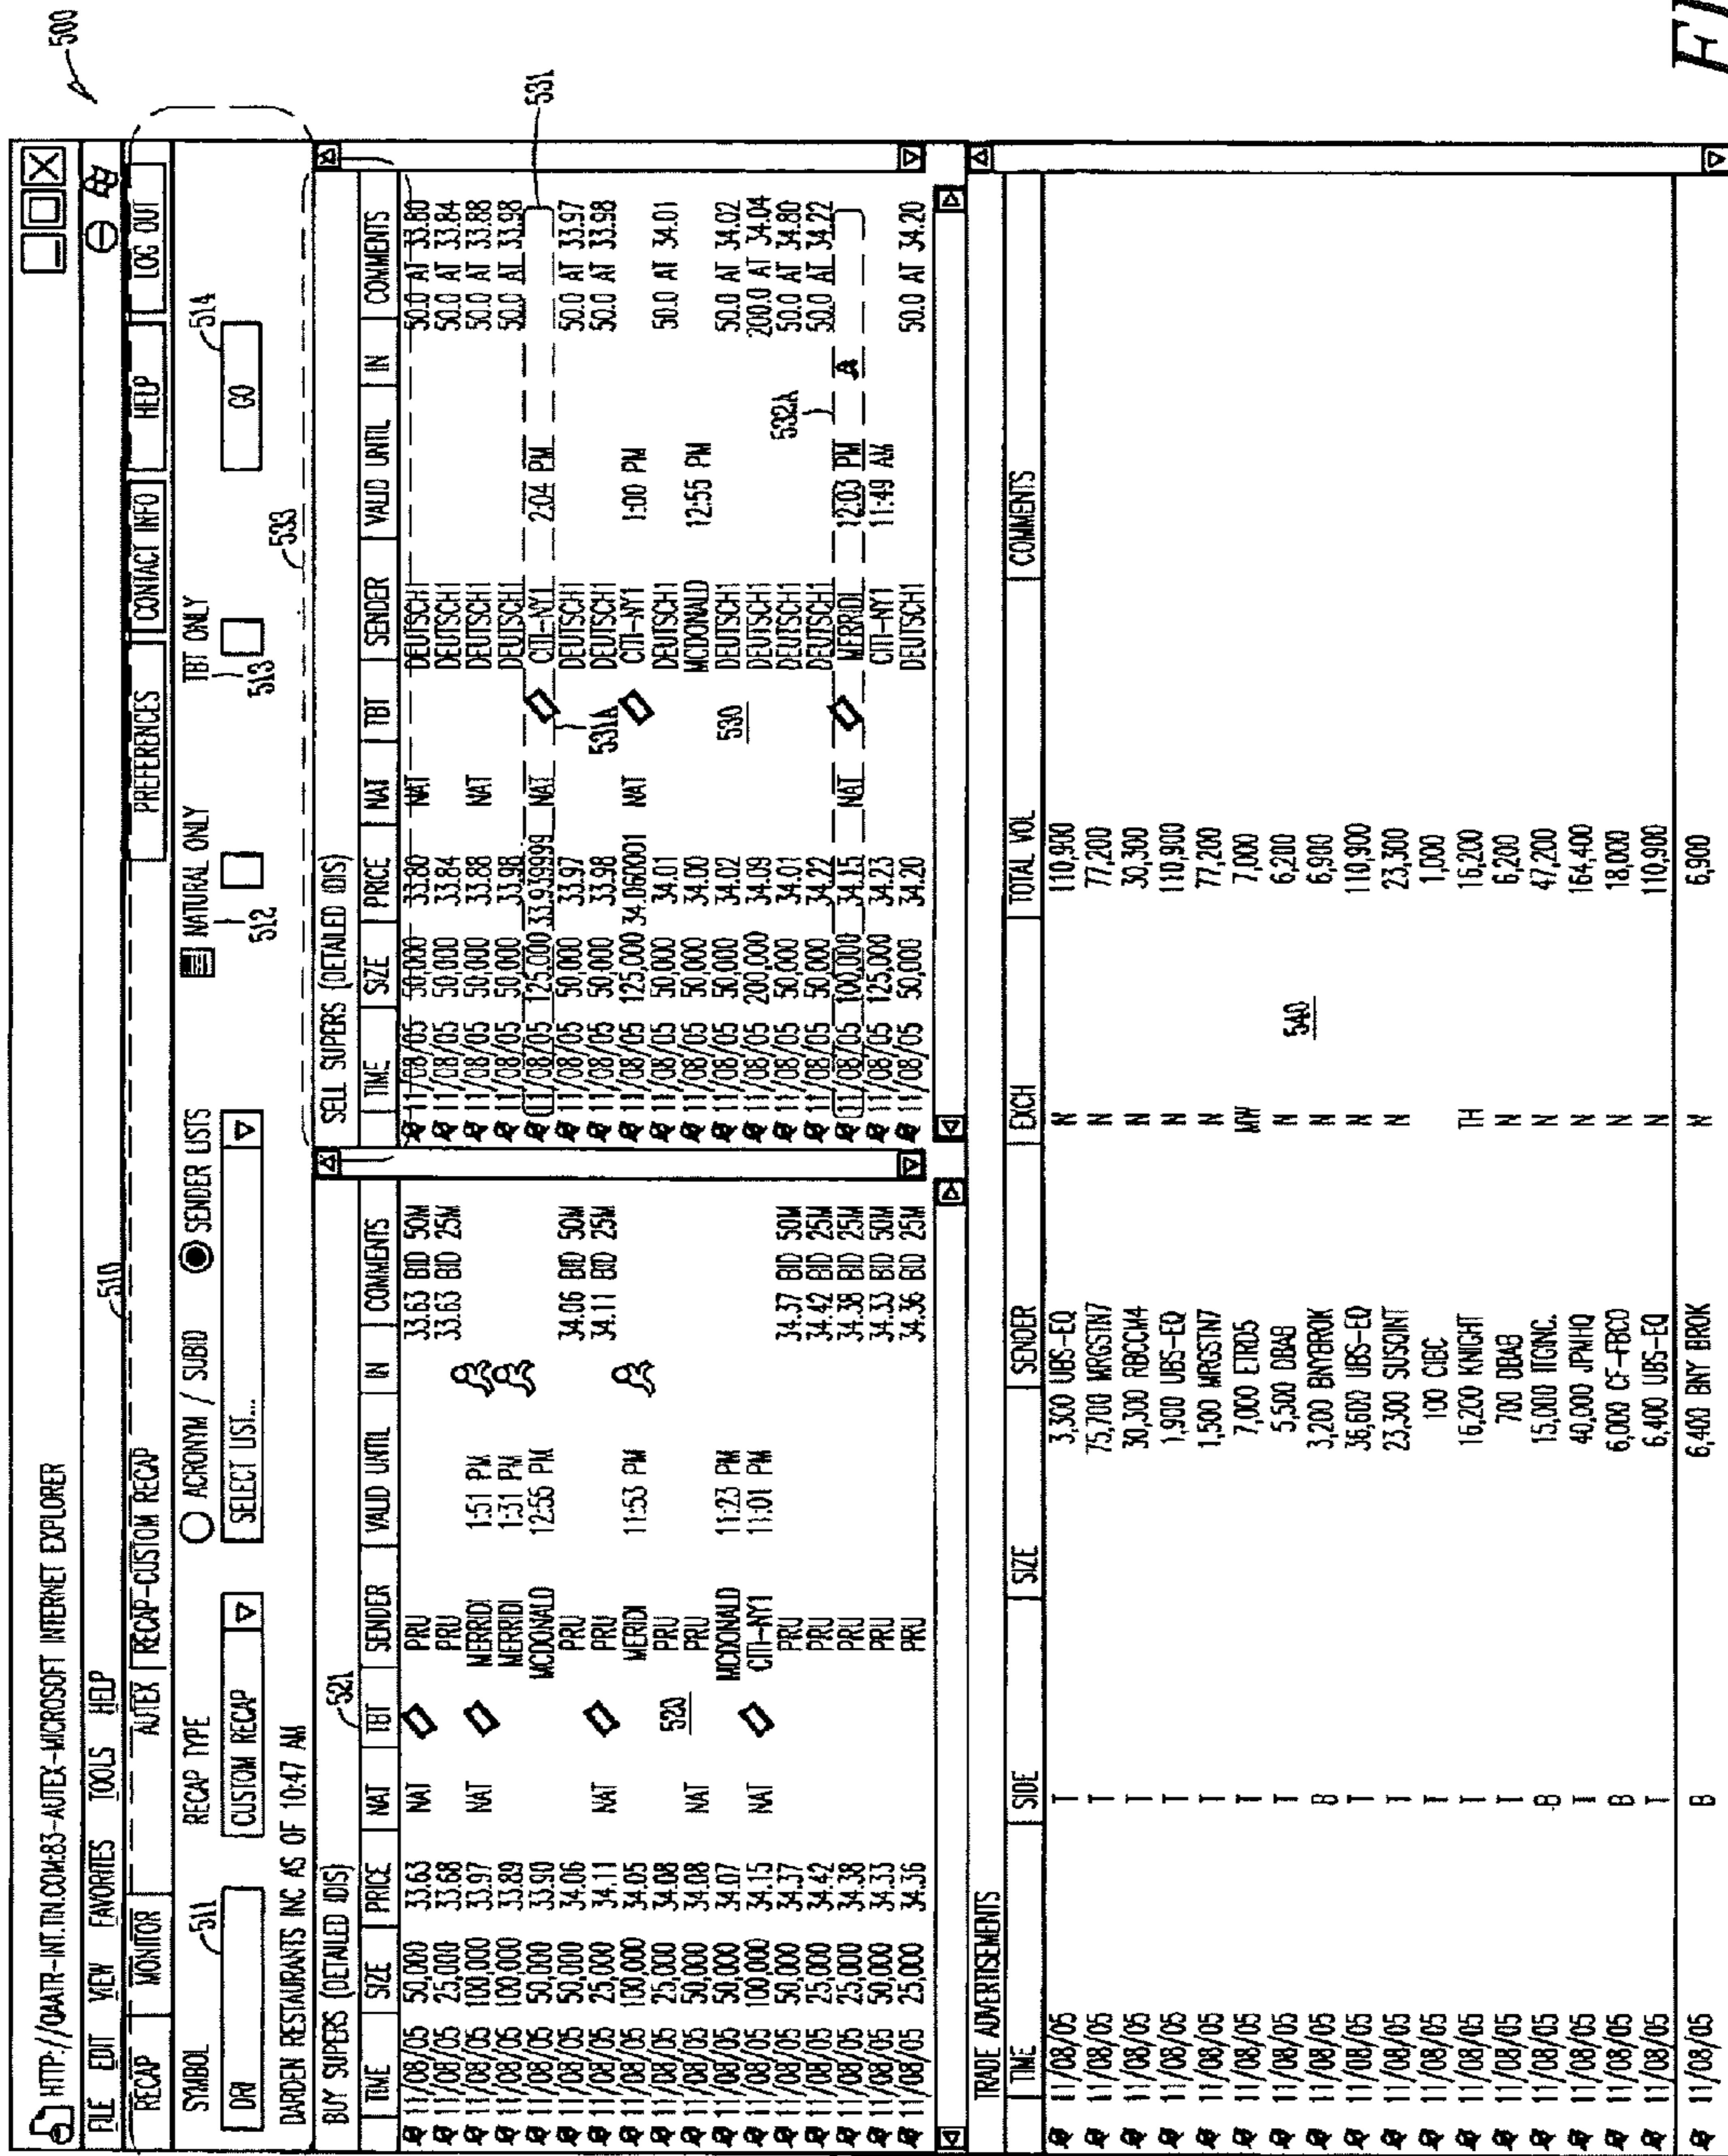 500
HTTP://QAATR-INT.TIN.COM:83-AUTEX-MICROSOFT INTERNET EXPLORER
FILE EDIT VIEW FAVORITES TOOLS HELP
510
RECAP MONITOR AUTEX RECAP-CUSTOM RECAP PREFERENCES CONTACT INFO HELP LOG OUT
SYMBOL 511 RECAP TYPE ACRONYM / SUBID SENDER LISTS NATURAL ONLY TBT ONLY 514
DRI CUSTOM RECAP SELECT LIST... 512 513 GO
533
DARDEN RESTAURANTS INC AS OF 10:47 AM
BUY SUPERS (DETAILED IOIS)
521
TIME SIZE PRICE NAT TBT SENDER VALID UNTIL IN COMMENTS
11/08/05 50,000 33.63 NAT PRU 33.63 BID 50M
11/08/05 25,000 33.68 PRU 33.63 BID 25M
11/08/05 100,000 33.97 NAT MERRIDI 1:51 PM
11/08/05 100,000 33.89 MERRIDI 1:31 PM
11/08/05 50,000 33.90 MCDONALD 12:56 PM
11/08/05 50,000 34.06 PRU 34.06 BID 50M
11/08/05 25,000 34.11 NAT PRU 34.11 BID 25M
11/08/05 100,000 34.05 MERIDI 11:53 PM
11/08/05 25,000 34.08 PRU
11/08/05 50,000 34.08 NAT PRU
11/08/05 50,000 34.07 MCDONALD 11:23 PM
11/08/05 100,000 34.15 NAT CITI-NY1 11:01 PM
11/08/05 50,000 34.37 PRU 34.37 BID 50M
11/08/05 25,000 34.42 PRU 34.42 BID 25M
11/08/05 25,000 34.38 PRU 34.38 BID 25M
11/08/05 50,000 34.33 PRU 34.33 BID 50M
11/08/05 25,000 34.36 PRU 34.36 BID 25M
520
SELL SUPERS (DETAILED IOIS)
TIME SIZE PRICE NAT TBT SENDER VALID UNTIL IN COMMENTS
11/08/05 50,000 33.80 NAT DEUTSCH1 50.0 AT 33.80
11/08/05 50,000 33.84 DEUTSCH1 50.0 AT 33.84
11/08/05 50,000 33.88 NAT DEUTSCH1 50.0 AT 33.88
11/08/05 50,000 33.98 DEUTSCH1 50.0 AT 33.98
11/08/05 125,000 33.939999 NAT CITI-NY1 2:04 PM
531
11/08/05 50,000 33.97 DEUTSCH1 50.0 AT 33.97
531A
11/08/05 50,000 33.98 DEUTSCH1 50.0 AT 33.98
11/08/05 125,000 34.060001 NAT CITI-NY1 1:00 PM
11/08/05 50,000 34.01 DEUTSCH1 50.0 AT 34.01
11/08/05 50,000 34.00 MCDONALD 12:55 PM
11/08/05 50,000 34.02 DEUTSCH1 50.0 AT 34.02
530
11/08/05 200,000 34.09 DEUTSCH1 200.0 AT 34.04
11/08/05 50,000 34.01 DEUTSCH1 50.0 AT 34.80
532A
11/08/05 50,000 34.22 DEUTSCH1 50.0 AT 34.22
11/08/05 100,000 34.15 NAT MERRIDI 12:03 PM A
11/08/05 125,000 34.23 CITI-NY1 11:49 AM
11/08/05 50,000 34.20 DEUTSCH1 50.0 AT 34.20
TRADE ADVERTISEMENTS
TIME SIDE SIZE SENDER EXCH TOTAL VOL COMMENTS
11/08/05 T 3,300 UBS-EQ N 110,900
11/08/05 T 75,700 MRGSTN7 N 77,200
11/08/05 T 30,300 RBCCM4 N 30,300
11/08/05 T 1,900 UBS-EQ N 110,900
11/08/05 T 1,500 MRGSTN7 N 77,200
11/08/05 T 7,000 ETRD5 MW 7,000
11/08/05 T 5,500 DBAB N 6,200
11/08/05 T 3,200 BNYBROK N 6,900
11/08/05 B 36,600 UBS-EQ N 110,900
11/08/05 T 23,300 SUSQINT N 23,300
11/08/05 T 100 CIBC 1,000
11/08/05 T 16,200 KNIGHT TH 16,200
11/08/05 T 700 DBAB N 6,200
11/08/05 T 15,000 ITGINC. N 47,200
11/08/05 B 40,000 JPMHQ N 164,400
11/08/05 T 6,000 CF-FBCO N 18,000
11/08/05 B 6,400 UBS-EQ N 110,900
11/08/05 T
11/08/05 B 6,400 BNY BROK N 6,900
540